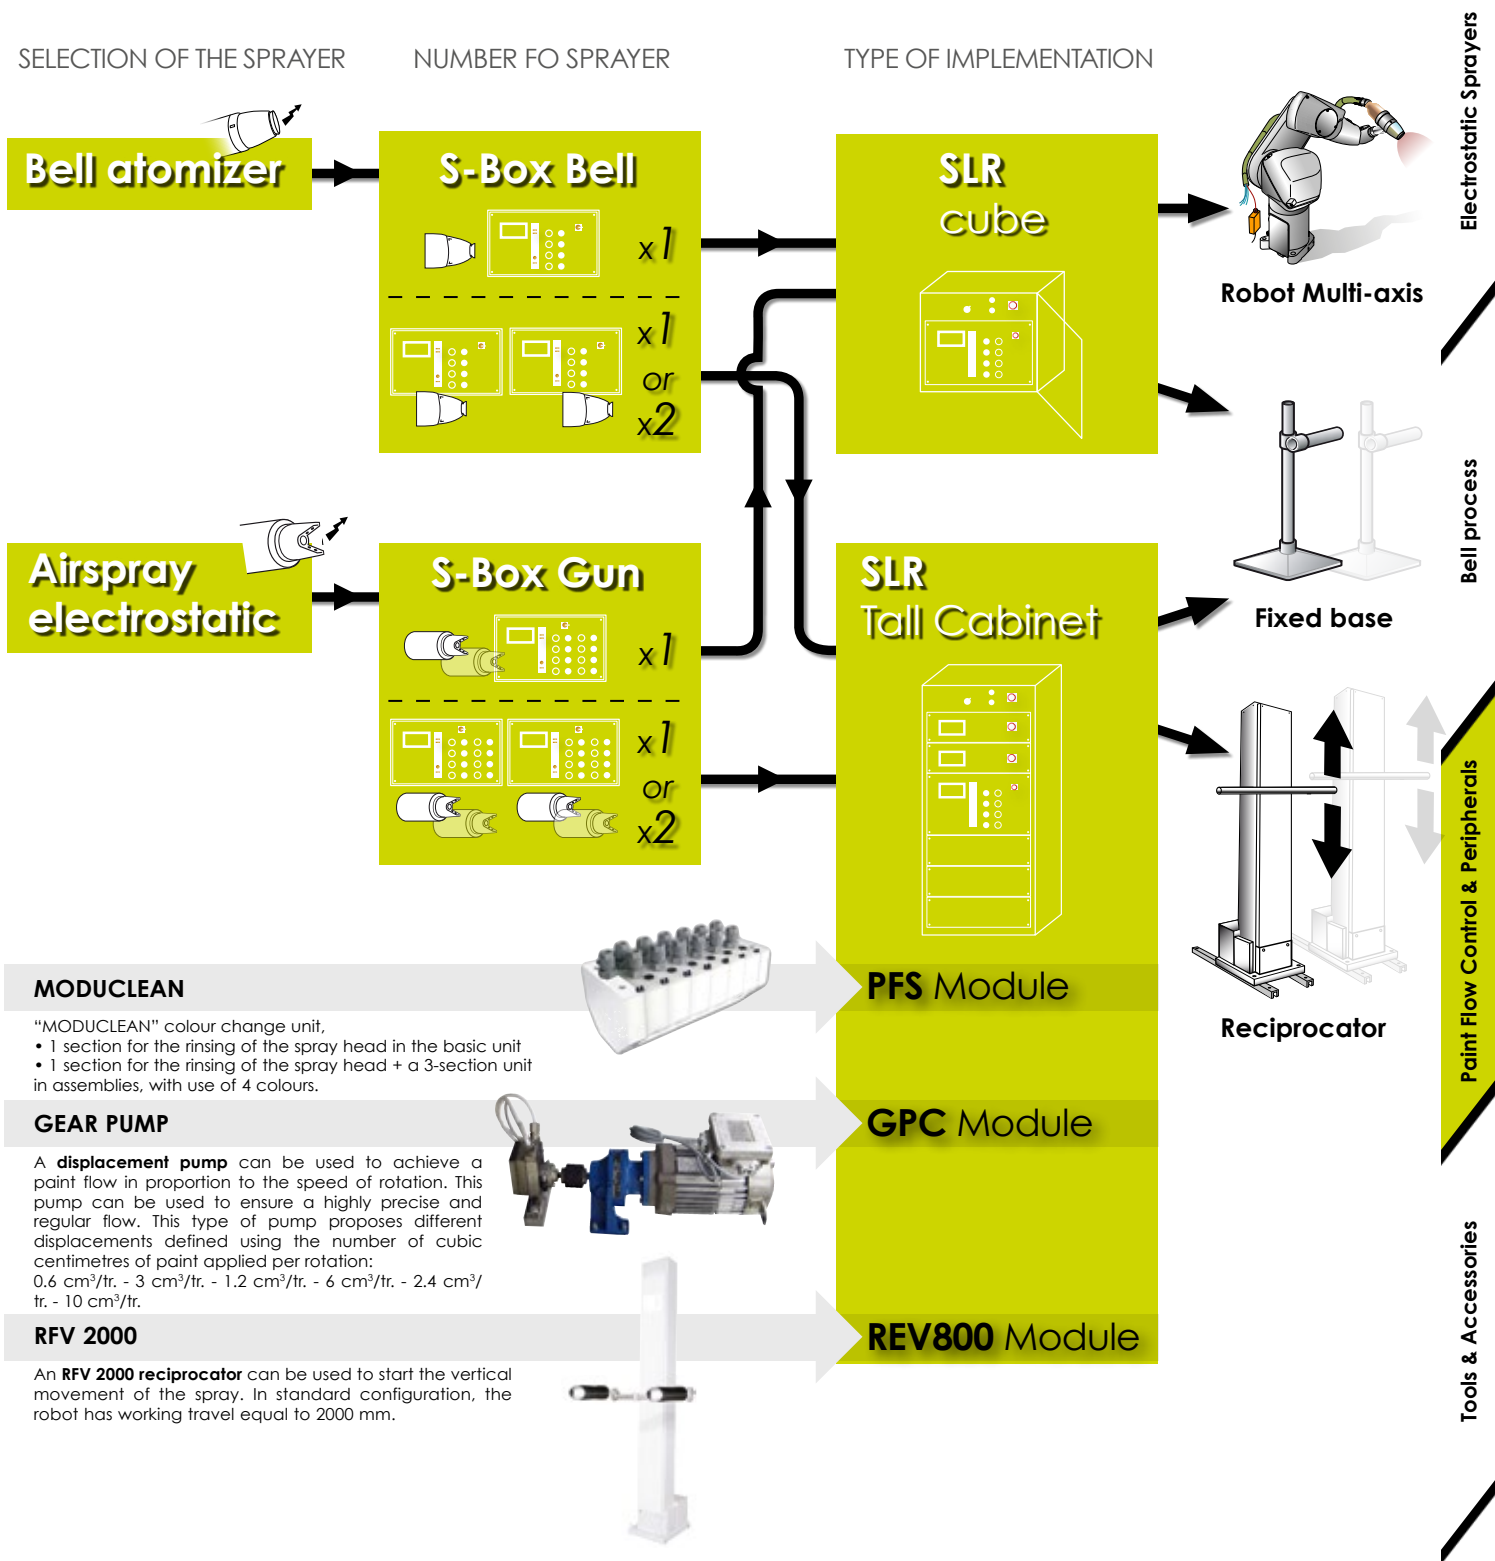 SELECTION OF THE SPRAYER
NUMBER FO SPRAYER
TYPE OF IMPLEMENTATION
Bell atomizer
S-Box Bell
x1
x1
or
x2
SLR
cube
Robot Multi-axis
Airspray
electrostatic
S-Box Gun
x1
x1
or
x2
SLR
Tall Cabinet
Fixed base
Reciprocator
MODUCLEAN
PFS Module
“MODUCLEAN” colour change unit,
• 1 section for the rinsing of the spray head in the basic unit
• 1 section for the rinsing of the spray head + a 3-section unit
in assemblies, with use of 4 colours.
GEAR PUMP
GPC Module
A displacement pump can be used to achieve a
paint flow in proportion to the speed of rotation. This
pump can be used to ensure a highly precise and
regular flow. This type of pump proposes different
displacements defined using the number of cubic
centimetres of paint applied per rotation:
0.6 cm³/tr. - 3 cm³/tr. - 1.2 cm³/tr. - 6 cm³/tr. - 2.4 cm³/
tr. - 10 cm³/tr.
RFV 2000
REV800 Module
An RFV 2000 reciprocator can be used to start the vertical
movement of the spray. In standard configuration, the
robot has working travel equal to 2000 mm.
Electrostatic Sprayers
Bell process
Paint Flow Control & Peripherals
Tools & Accessories